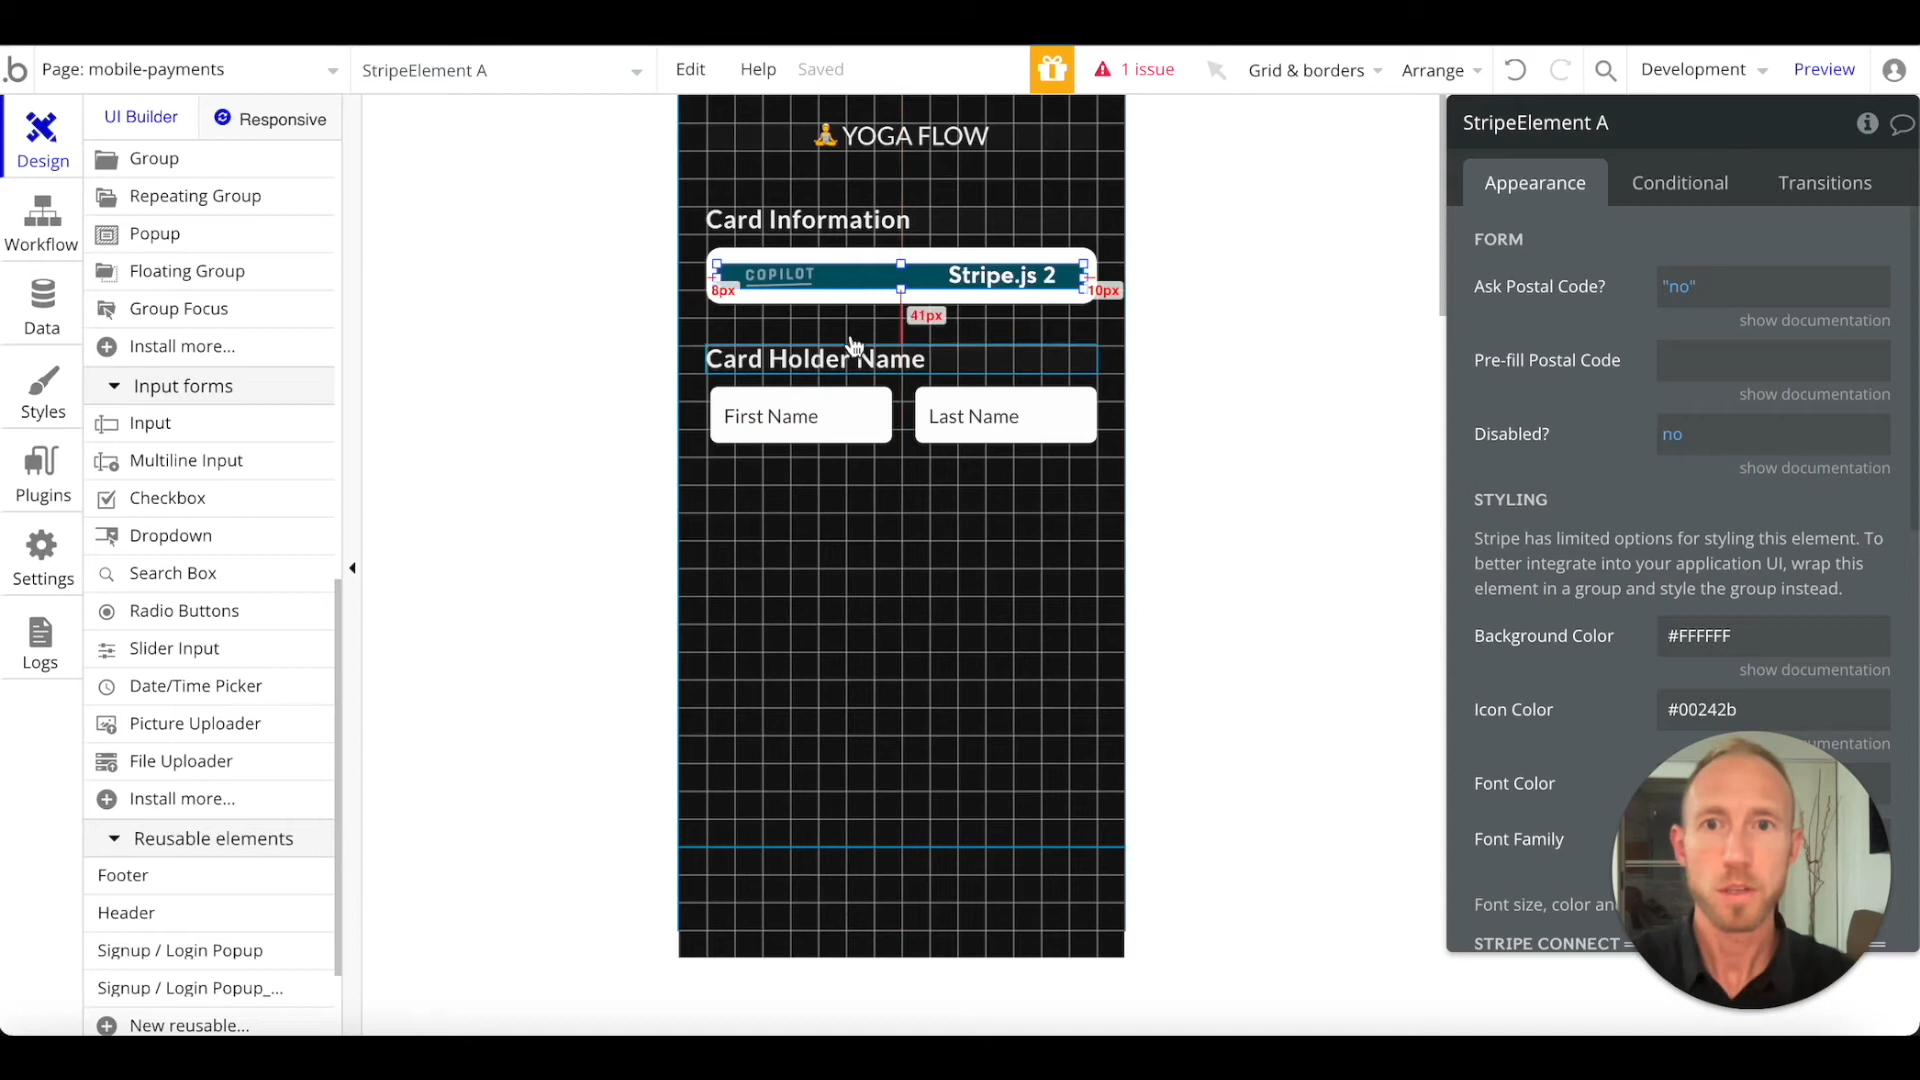 .b
Page: mobile-payments
StripeElement A
Edit
Help
Saved
1 issue
Grid & borders
Arrange
Development
Preview
Design
Workflow
Data
Styles
Plugins
Settings
Logs
UI Builder
Responsive
Group
Repeating Group
Popup
Floating Group
Group Focus
Install more...
Input forms
Input
Multiline Input
Checkbox
Dropdown
Search Box
Radio Buttons
Slider Input
Date/Time Picker
Picture Uploader
File Uploader
Install more...
Reusable elements
Footer
Header
Signup / Login Popup
Signup / Login Popup_...
New reusable...
YOGA FLOW
Card Information
COPILOT
Stripe.js 2
8px
10px
41px
Card Holder Name
First Name
Last Name
StripeElement A
Appearance
Conditional
Transitions
FORM
Ask Postal Code?
"no"
show documentation
Pre-fill Postal Code
show documentation
Disabled?
no
show documentation
STYLING
Stripe has limited options for styling this element. To
better integrate into your application UI, wrap this
element in a group and style the group instead.
Background Color
#FFFFFF
show documentation
Icon Color
#00242b
umentation
Font Color
Font Family
Font size, color an
STRIPE CONNECT =